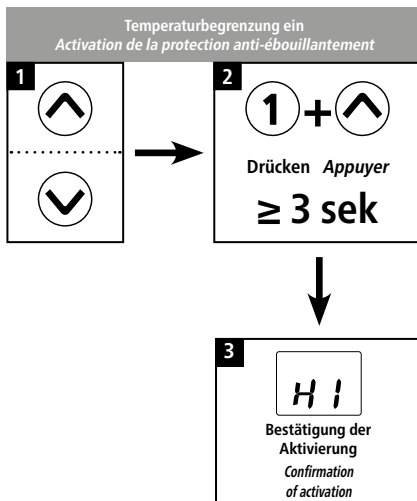 Temperaturbegrenzung ein
Activation de la protection anti-ébouillantement
1
2
1 +
Drücken Appuyer
≥ 3 sek
3
HI
Bestätigung der
Aktivierung
Confirmation
of activation